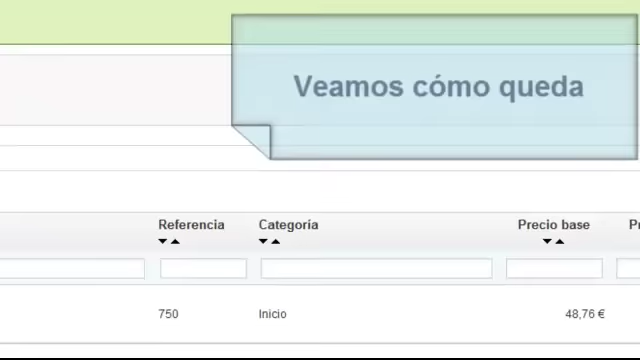 Veamos cómo queda
Referencia Categoría Precio base
750 Inicio 48,76 €